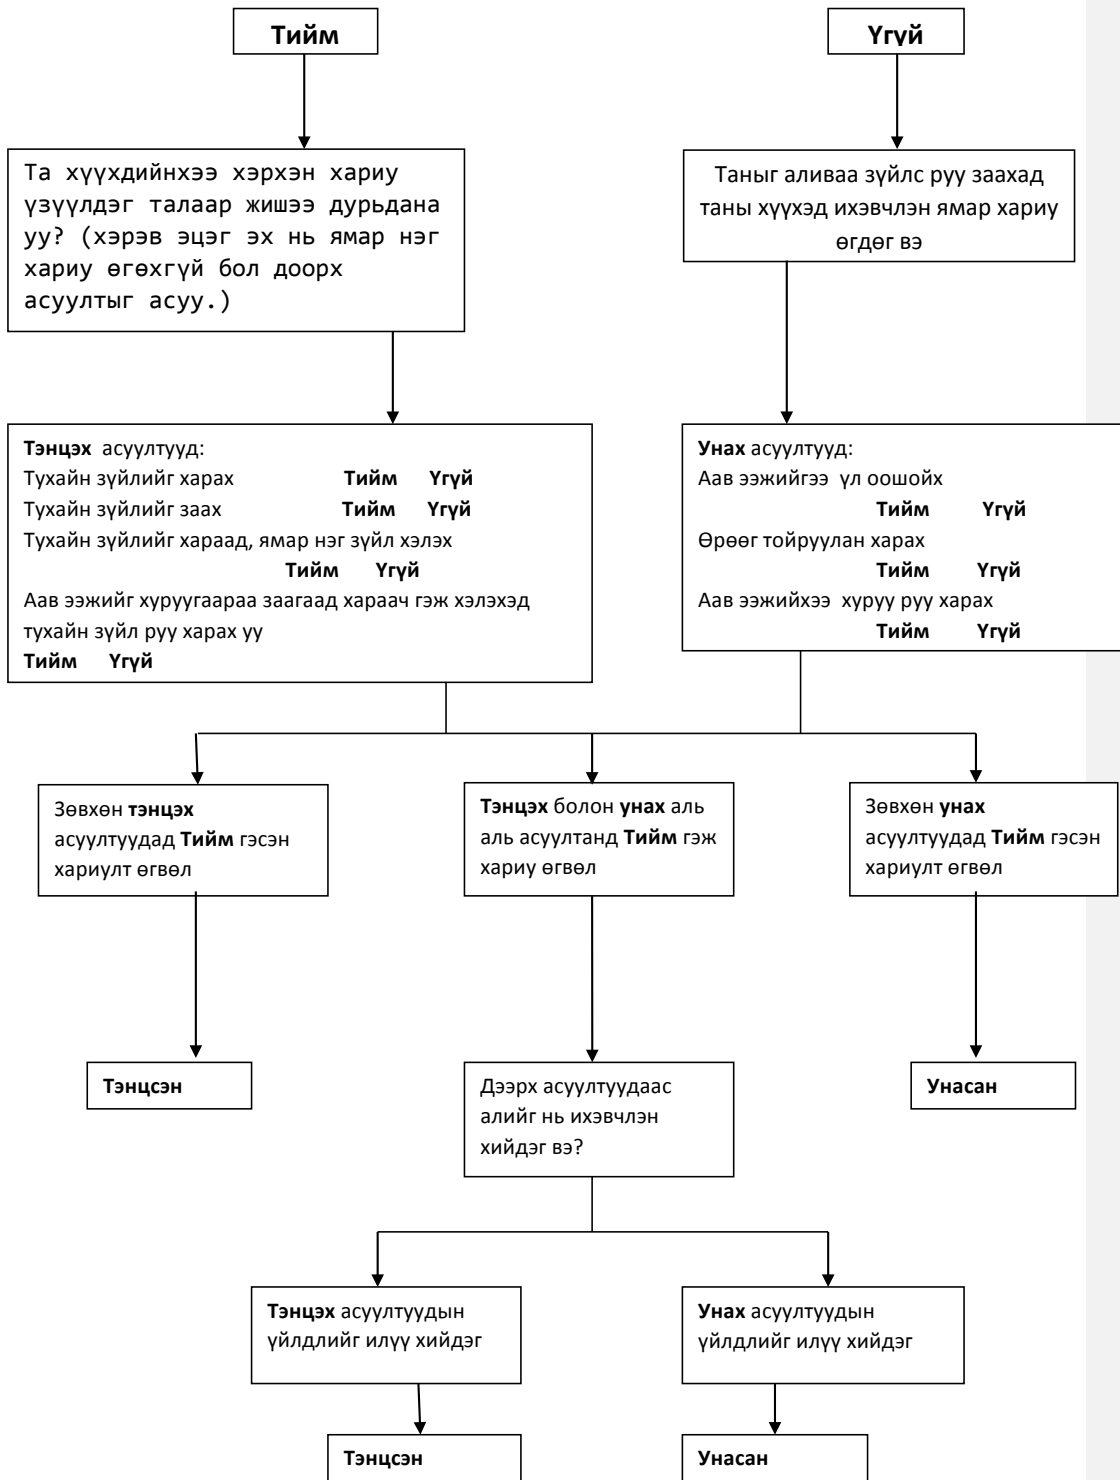 Тийм
Үгүй
Та хүүхдийнхээ хэрхэн хариу
үзүүлдэг талаар жишээ дурьдана
уу? (хэрэв эцэг эх нь ямар нэг
хариу өгөхгүй бол доорх
асуултыг асуу.)
Таныг аливаа зүйлс руу заахад
таны хүүхэд ихэвчлэн ямар хариу
өгдөг вэ
Тэнцэх асуултууд:
Тухайн зүйлийг харах Тийм Үгүй
Тухайн зүйлийг заах Тийм Үгүй
Тухайн зүйлийг хараад, ямар нэг зүйл хэлэх
Тийм Үгүй
Аав ээжийг хуруугаараа заагаад хараач гэж хэлэхэд
тухайн зүйл руу харах уу
Тийм Үгүй
Унах асуултууд:
Аав ээжийгээ үл оошойх
Тийм Үгүй
Өрөөг тойруулан харах
Тийм Үгүй
Аав ээжийхээ хуруу руу харах
Тийм Үгүй
Зөвхөн тэнцэх
асуултуудад Тийм гэсэн
хариулт өгвөл
Тэнцэх болон унах аль
аль асуултанд Тийм гэж
хариу өгвөл
Зөвхөн унах
асуултуудад Тийм гэсэн
хариулт өгвөл
Тэнцсэн
Дээрх асуултуудаас
алийг нь ихэвчлэн
хийдэг вэ?
Унасан
Тэнцэх асуултуудын
үйлдлийг илүү хийдэг
Унах асуултуудын
үйлдлийг илүү хийдэг
Тэнцсэн
Унасан